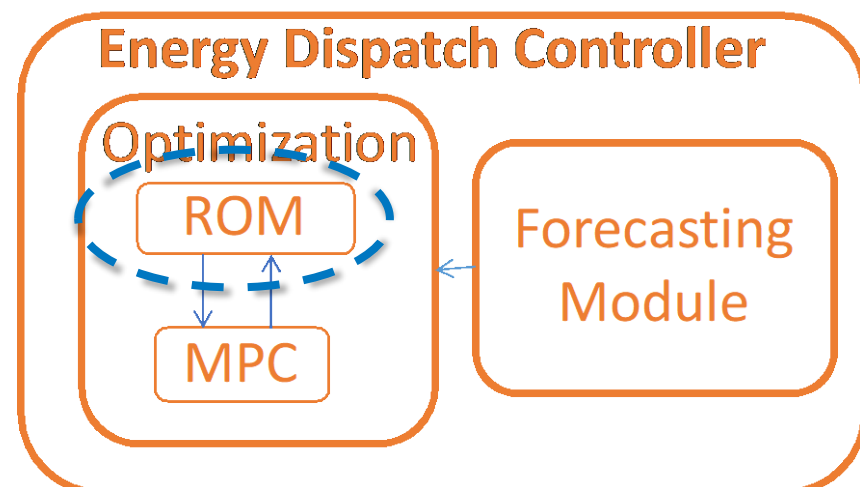 Energy Dispatch Controller
Optimization
ROM
MPC
Forecasting
Module